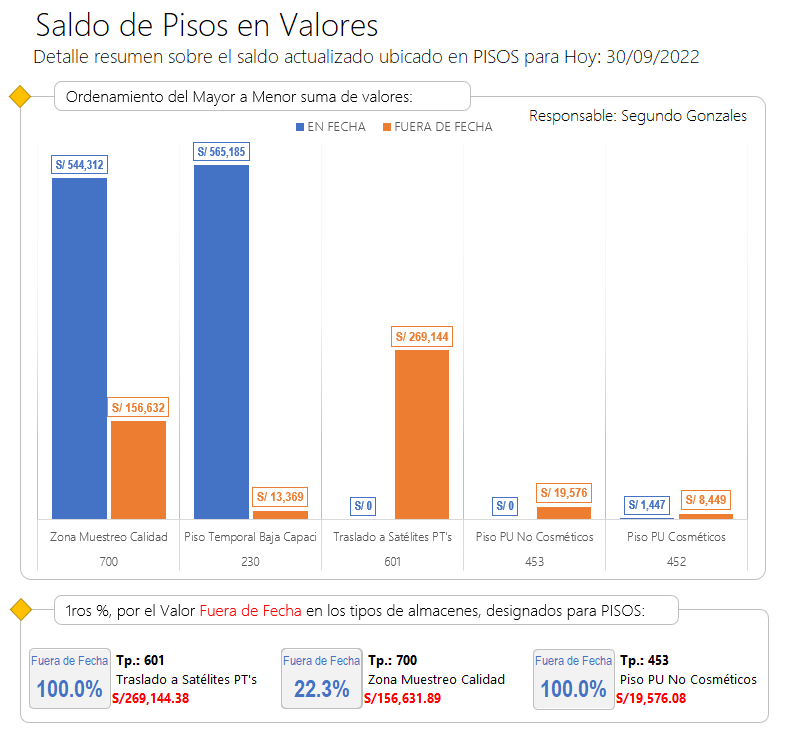 Saldo de Pisos en Valores
Detalle resumen sobre el saldo actualizado ubicado en PISOS para Hoy: 30/09/2022
Ordenamiento del Mayor a Menor suma de valores:
Responsable: Segundo Gonzales
EN FECHA FUERA DE FECHA
S/ 544,312
S/ 156,632
S/ 565,185
S/ 13,369
S/ 0
S/ 269,144
S/ 0
S/ 19,576
S/ 1,447
S/ 8,449
Zona Muestreo Calidad Piso Temporal Baja Capaci Traslado a Satélites PT's Piso PU No Cosméticos Piso PU Cosméticos
700 230 601 453 452
1ros %, por el Valor Fuera de Fecha en los tipos de almacenes, designados para PISOS:
Fuera de Fecha
100.0%
Tp.: 601
Traslado a Satélites PT's
S/269,144.38
Fuera de Fecha
22.3%
Tp.: 700
Zona Muestreo Calidad
S/156,631.89
Fuera de Fecha
100.0%
Tp.: 453
Piso PU No Cosméticos
S/19,576.08